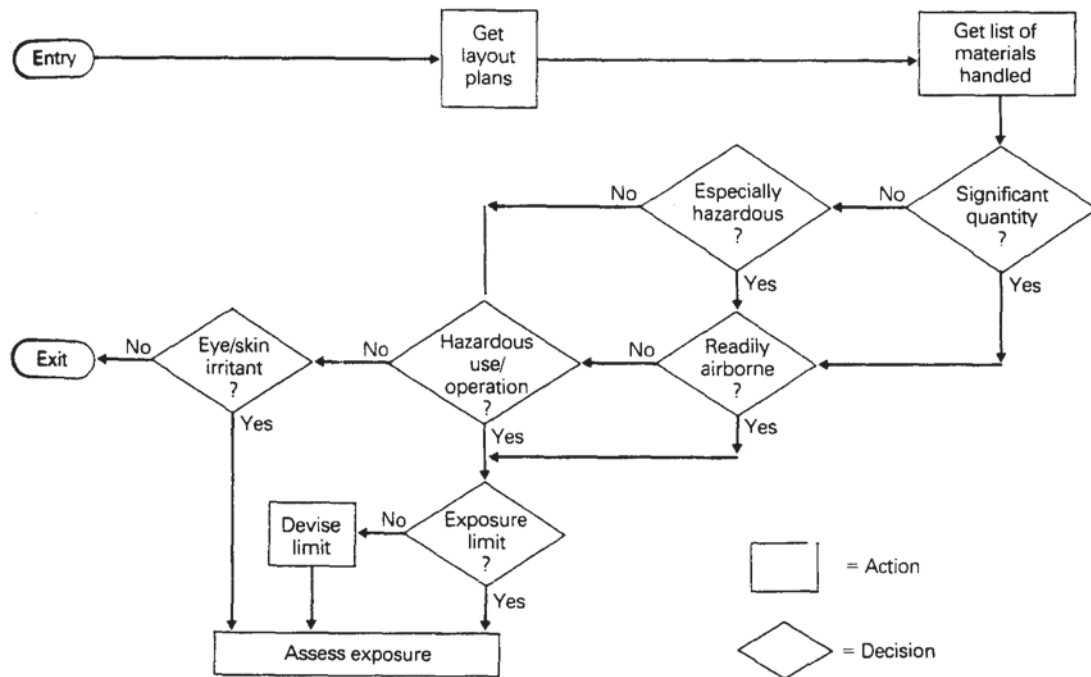 Entry
Get
layout
plans
Get list of
materials
handled
No
Especially
hazardous
?
No
Significant
quantity
?
Yes
Yes
Exit
No
Eye/skin
irritant
?
No
Hazardous
use/
operation
?
No
Readily
airborne
?
Yes
Yes
Yes
Devise
limit
No
Exposure
limit
?
= Action
Yes
Assess exposure
= Decision